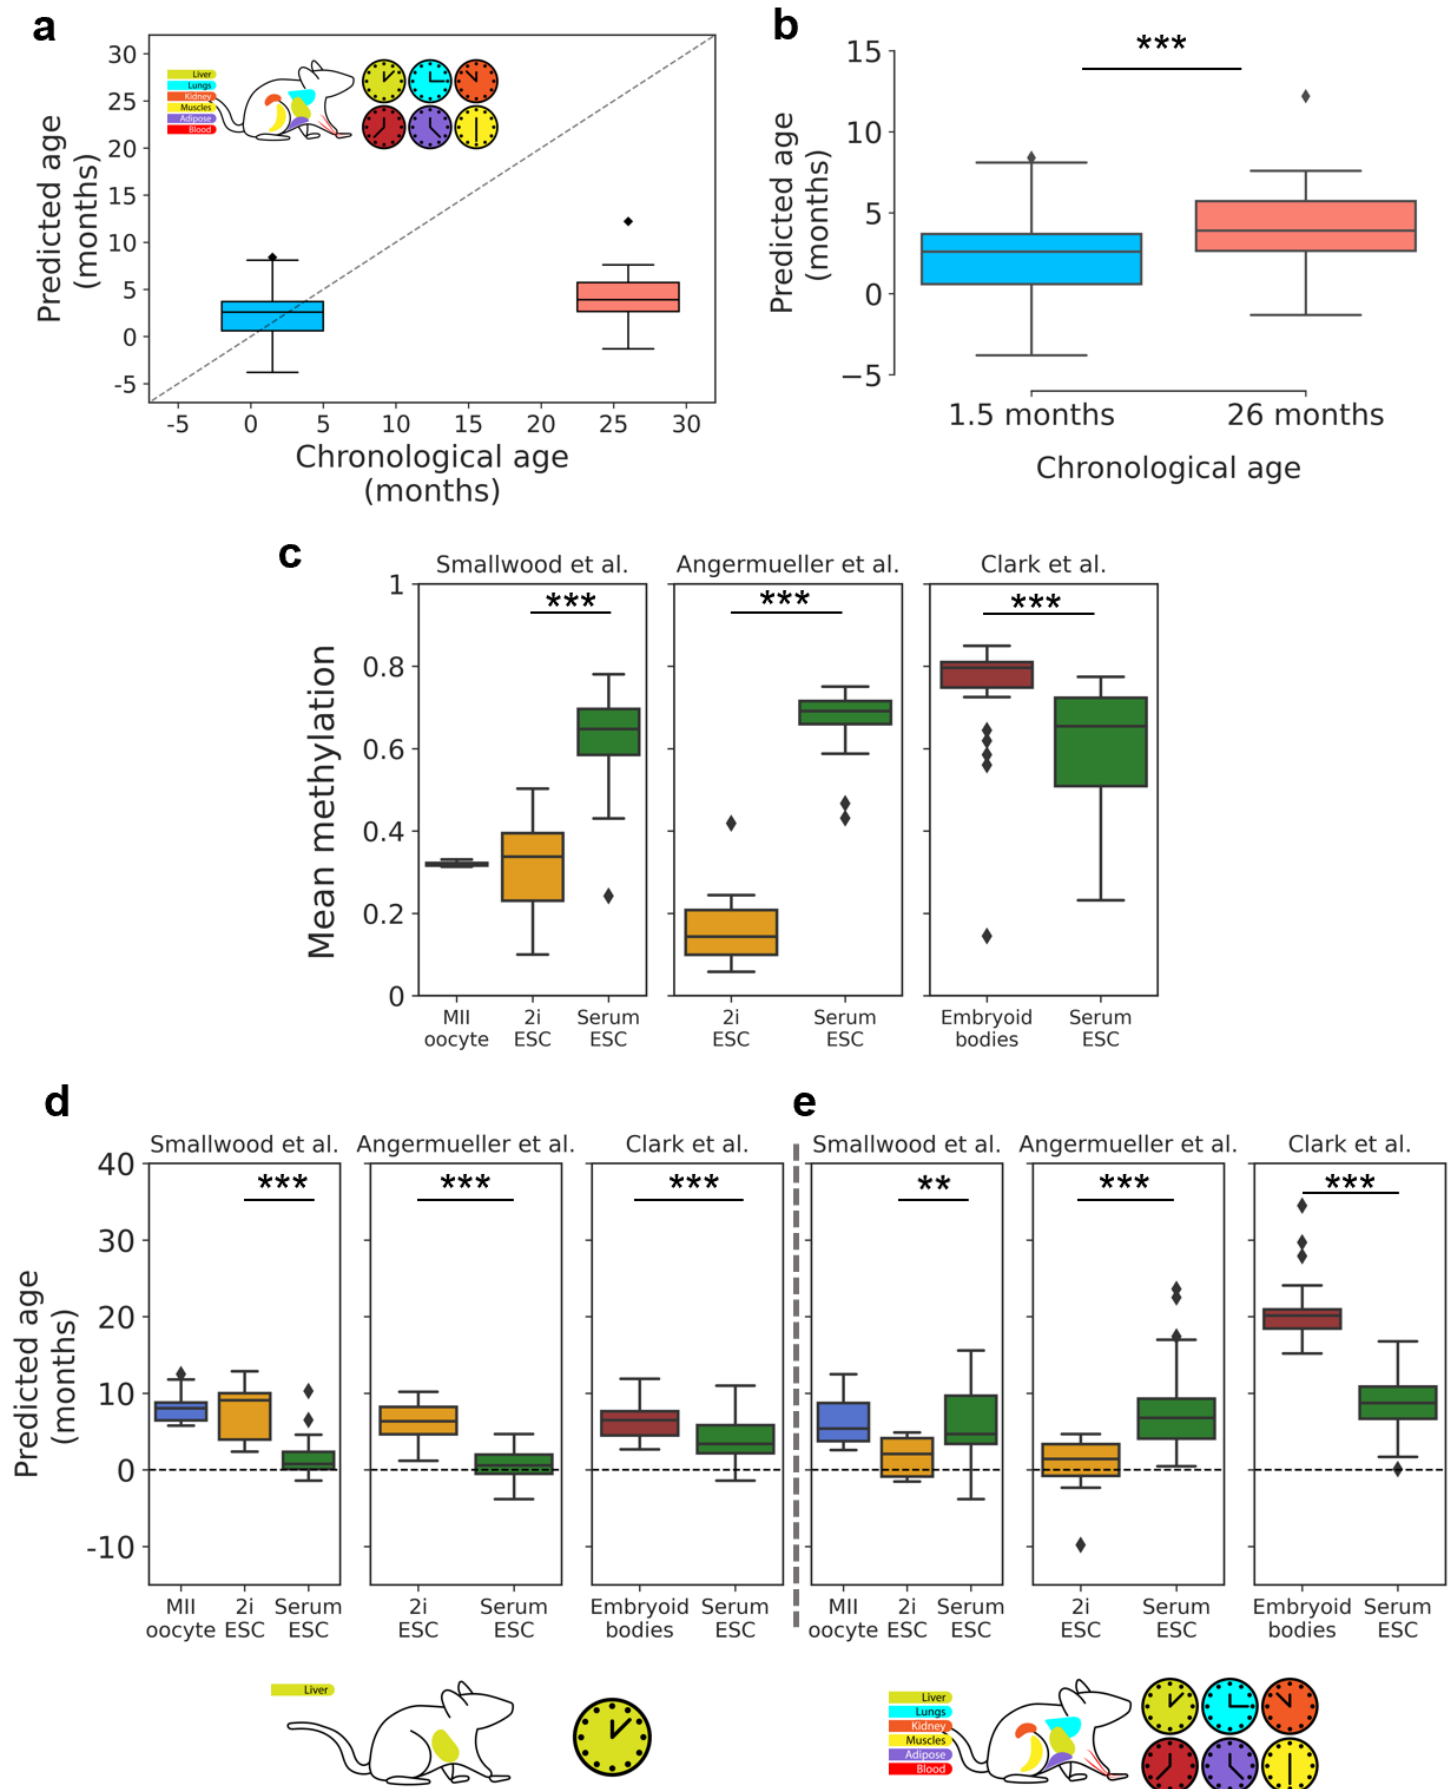 a
30
25
20
15
10
5
0
-5
Predicted age
(months)
Liver
Lungs
Kidney
Muscles
Adipose
Blood
-5 0 5 10 15 20 25 30
Chronological age
(months)
b
15
10
5
0
−5
Predicted age
(months)
***
1.5 months 26 months
Chronological age
c
Smallwood et al. Angermueller et al. Clark et al.
*** *** ***
1
0.8
0.6
0.4
0.2
0
Mean methylation
MII oocyte
2i ESC
Serum ESC
2i ESC
Serum ESC
Embryoid bodies
Serum ESC
d
Smallwood et al. Angermueller et al. Clark et al.
*** *** ***
40
30
20
10
0
-10
Predicted age
(months)
MII oocyte
2i ESC
Serum ESC
2i ESC
Serum ESC
Embryoid bodies
Serum ESC
Liver
e
Smallwood et al. Angermueller et al. Clark et al.
** *** ***
MII oocyte
2i ESC
Serum ESC
2i ESC
Serum ESC
Embryoid bodies
Serum ESC
Liver
Lungs
Kidney
Muscles
Adipose
Blood